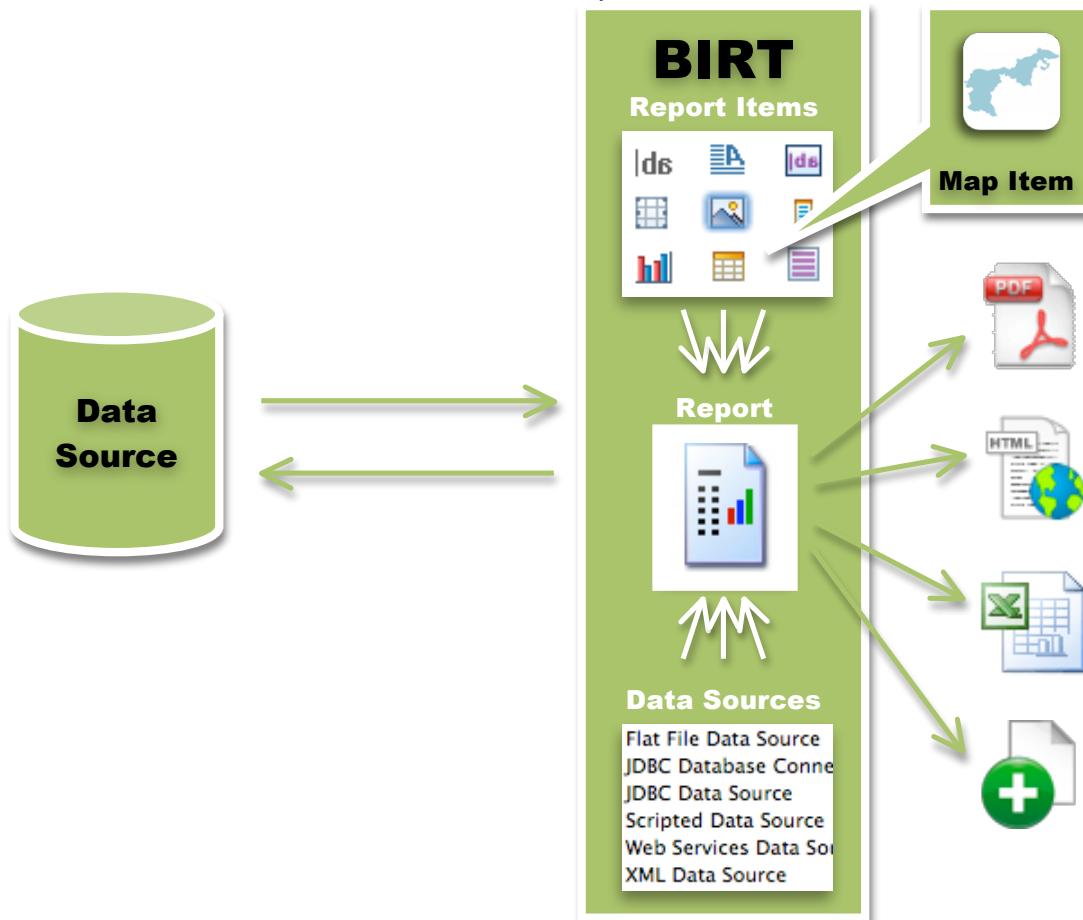 BIRT
Report Items
Map Item
Data
Source
Report
PDF
HTML
Data Sources
Flat File Data Source
JDBC Database Conne
JDBC Data Source
Scripted Data Source
Web Services Data Sou
XML Data Source